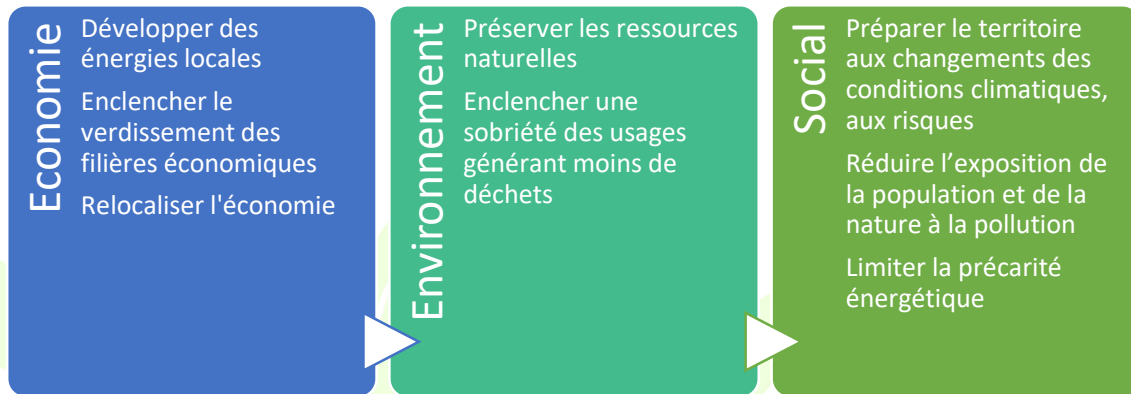 Economie
Développer des
énergies locales
Enclencher le
verdissement des
filières économiques
Relocaliser l'économie
Environnement
Préserver les ressources
naturelles
Enclencher une
sobriété des usages
générant moins de
déchets
Social
Préparer le territoire
aux changements des
conditions climatiques,
aux risques
Réduire l’exposition de
la population et de la
nature à la pollution
Limiter la précarité
énergétique